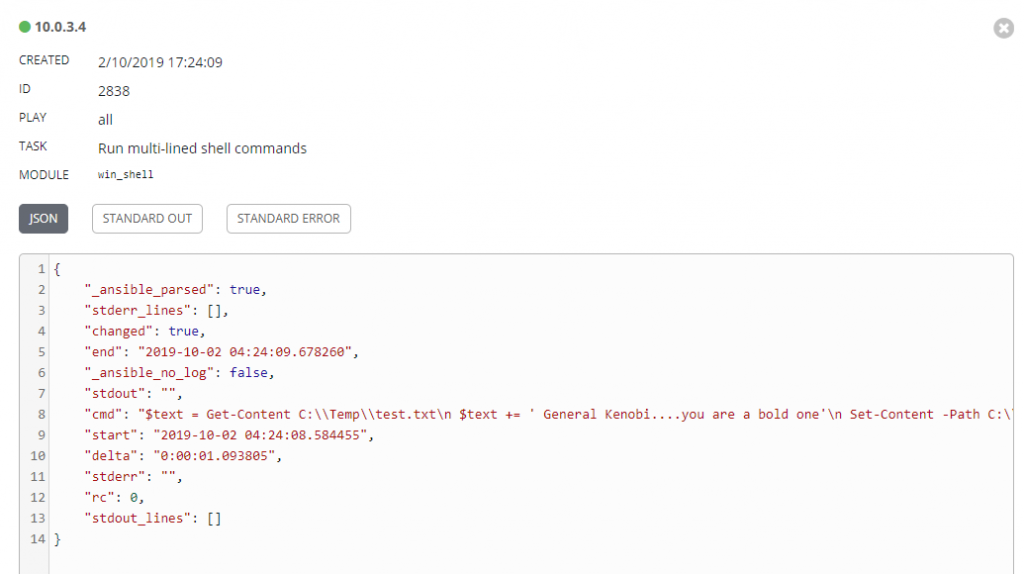 10.0.3.4
CREATED 2/10/2019 17:24:09
ID 2838
PLAY all
TASK Run multi-lined shell commands
MODULE win_shell
JSON STANDARD OUT STANDARD ERROR
1 {
2 "_ansible_parsed": true,
3 "stderr_lines": [],
4 "changed": true,
5 "end": "2019-10-02 04:24:09.678260",
6 "_ansible_no_log": false,
7 "stdout": "",
8 "cmd": "$text = Get-Content C:\\Temp\\test.txt\n $text += ' General Kenobi....you are a bold one'\n Set-Content -Path C:\
9 "start": "2019-10-02 04:24:08.584455",
10 "delta": "0:00:01.093805",
11 "stderr": "",
12 "rc": 0,
13 "stdout_lines": []
14 }